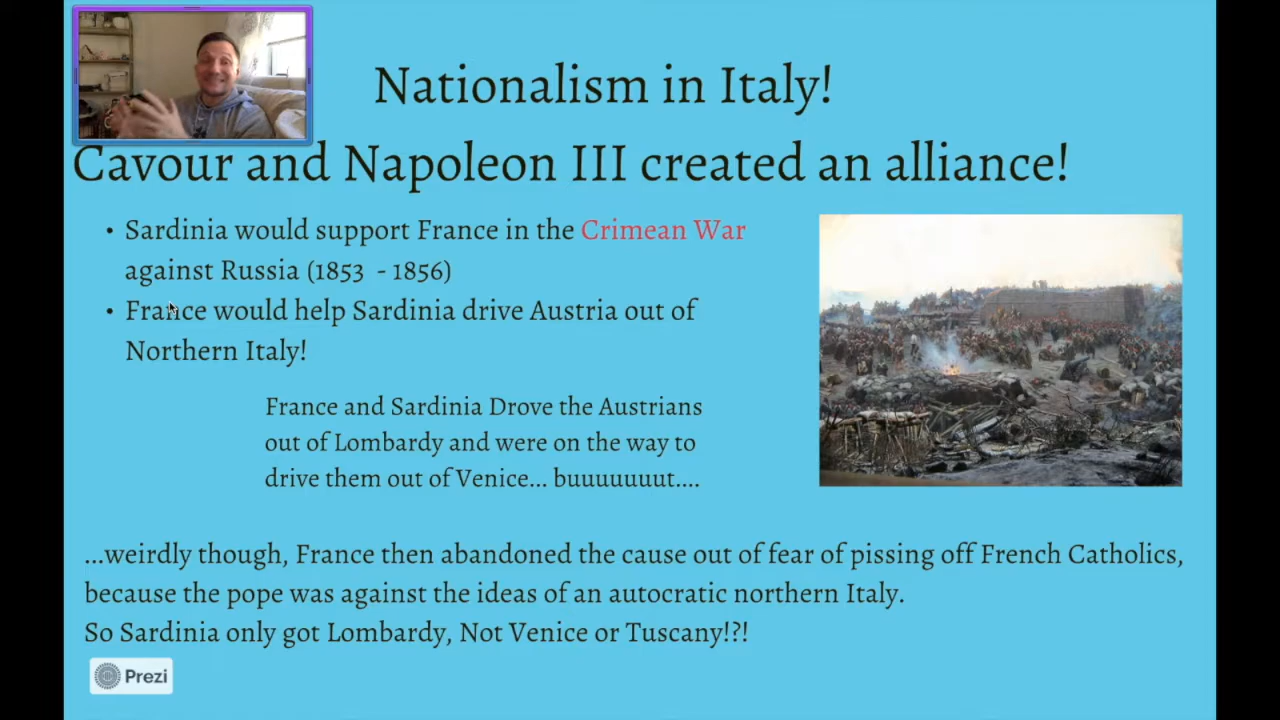 Nationalism in Italy!
Cavour and Napoleon III created an alliance!
• Sardinia would support France in the Crimean War
against Russia (1853 - 1856)
• France would help Sardinia drive Austria out of
Northern Italy!
France and Sardinia Drove the Austrians
out of Lombardy and were on the way to
drive them out of Venice... buuuuuuut....
...weirdly though, France then abandoned the cause out of fear of pissing off French Catholics,
because the pope was against the ideas of an autocratic northern Italy.
So Sardinia only got Lombardy, Not Venice or Tuscany!?!
Prezi